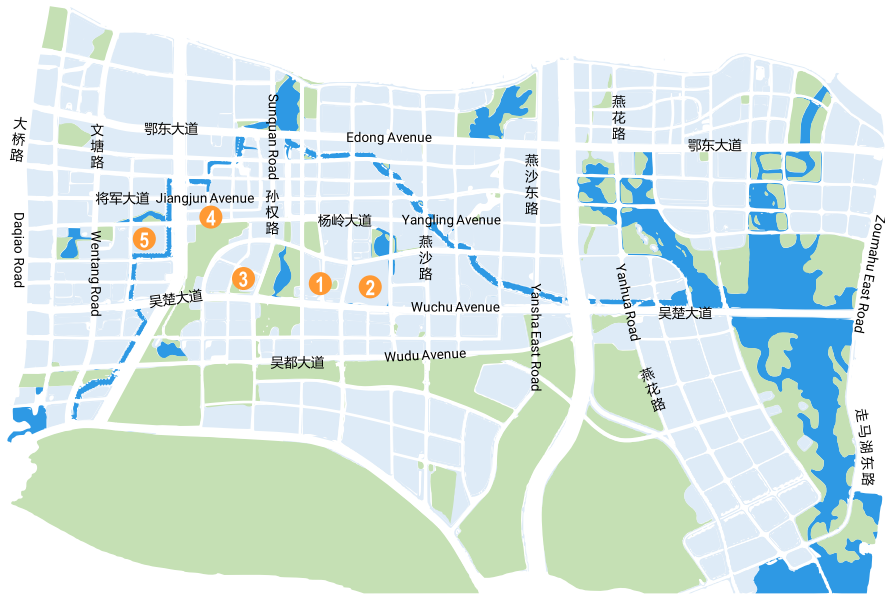 大桥路
文塘路
鄂东大道
Sunquan Road
Edong Avenue
燕花路
鄂东大道
燕沙东路
将军大道
Jiangjun Avenue
孙权路
杨岭大道
Yangling Avenue
4
5
Daqiao Road
Wentang Road
燕沙路
Zoumahu East Road
3
1
2
吴楚大道
Wuchu Avenue
Yansha East Road
Yanhua Road
吴楚大道
吴都大道
Wudu Avenue
燕花路
走马湖东路